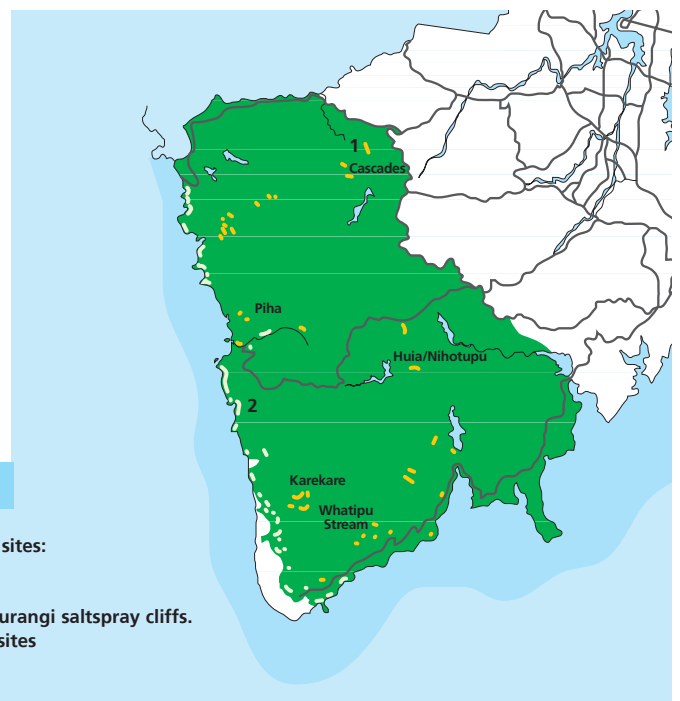 1
Cascades
Piha
Huia/Nihotupu
2
Karekare
Whatipu
Stream
sites:
urangi saltspray cliffs.
sites